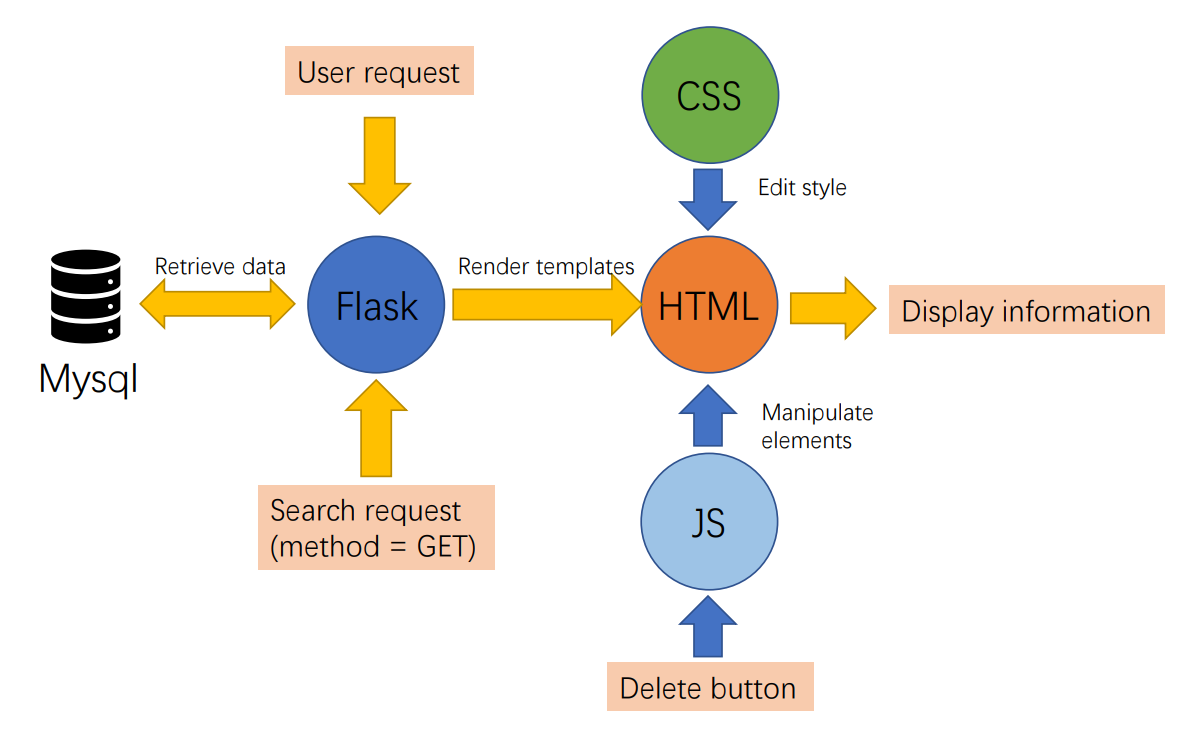 User request
CSS
Edit style
Retrieve data
Render templates
Flask
HTML
Display information
Mysql
Manipulate
elements
Search request
(method = GET)
JS
Delete button